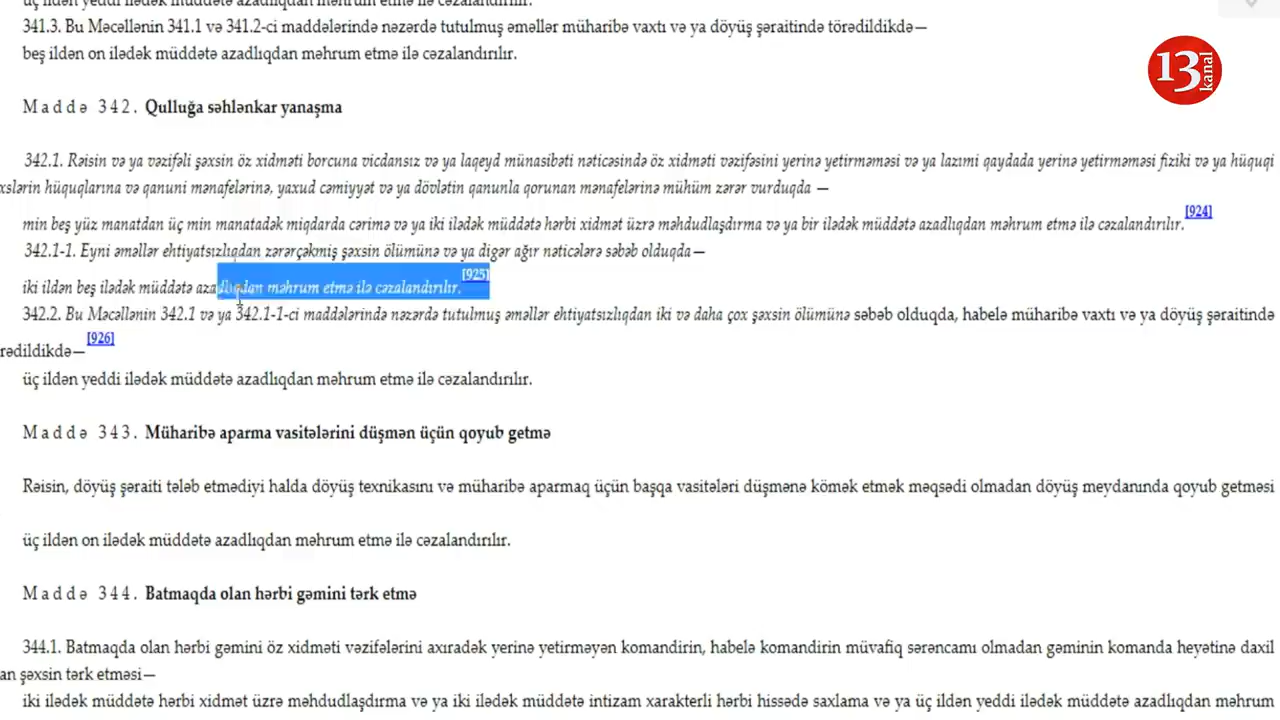 üç ildən yeddi ilədək müddətə azadlıqdan məhrum etmə ilə cəzalandırılır.
341.3. Bu Məcəllənin 341.1 və 341.2-ci maddələrində nəzərdə tutulmuş əməllər müharibə vaxtı və ya döyüş şəraitində törədildikdə—
beş ildən on ilədək müddətə azadlıqdan məhrum etmə ilə cəzalandırılır.
13 kanal
Maddə 342. Qulluğa səhlənkar yanaşma
342.1. Rəisin və ya vəzifəli şəxsin öz xidməti borcuna vicdansız və ya laqeyd münasibəti nəticəsində öz xidməti vəzifəsini yerinə yetirməməsi və ya lazımi qaydada yerinə yetirməməsi fiziki və ya hüquqi
xslərin hüquqlarına və qanuni mənafelərinə, yaxud cəmiyyət və ya dövlətin qanunla qorunan mənafelərinə mühüm zərər vurduqda —
min beş yüz manatdan üç min manatadək miqdarda cərimə və ya iki ilədək müddətə hərbi xidmət üzrə məhdudlaşdırma və ya bir ilədək müddətə azadlıqdan məhrum etmə ilə cəzalandırılır.[924]
342.1-1. Eyni əməllər ehtiyatsızlıqdan zərərçəkmiş şəxsin ölümünə və ya digər ağır nəticələrə səbəb olduqda—
iki ildən beş ilədək müddətə azadlıqdan məhrum etmə ilə cəzalandırılır.[925]
342.2. Bu Məcəllənin 342.1 və ya 342.1-1-ci maddələrində nəzərdə tutulmuş əməllər ehtiyatsızlıqdan iki və daha çox şəxsin ölümünə səbəb olduqda, habelə müharibə vaxtı və ya döyüş şəraitində
rədildikdə—[926]
üç ildən yeddi ilədək müddətə azadlıqdan məhrum etmə ilə cəzalandırılır.
Maddə 343. Müharibə aparma vasitələrini düşmən üçün qoyub getmə
Rəisin, döyüş şəraiti tələb etmədiyi halda döyüş texnikasını və müharibə aparmaq üçün başqa vasitələri düşmənə kömək etmək məqsədi olmadan döyüş meydanında qoyub getməsi
üç ildən on ilədək müddətə azadlıqdan məhrum etmə ilə cəzalandırılır.
Maddə 344. Batmaqda olan hərbi gəmini tərk etmə
344.1. Batmaqda olan hərbi gəmini öz xidməti vəzifələrini axıradək yerinə yetirməyən komandirin, habelə komandirin müvafiq sərəncamı olmadan gəminin komanda heyətinə daxil
an şəxsin tərk etməsi—
iki ilədək müddətə hərbi xidmət üzrə məhdudlaşdırma və ya iki ilədək müddətə intizam xarakterli hərbi hissədə saxlama və ya üç ildən yeddi ilədək müddətə azadlıqdan məhrum